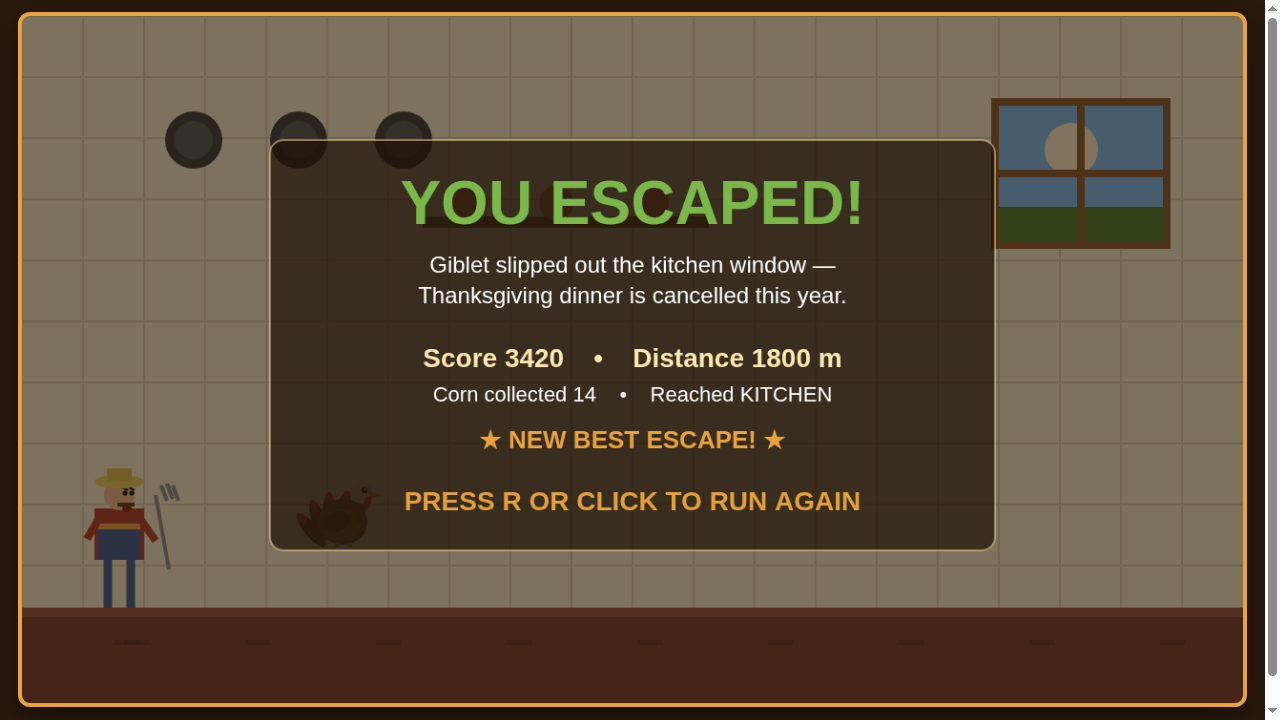 YOU ESCAPED!
Giblet slipped out the kitchen window —
Thanksgiving dinner is cancelled this year.
Score 3420 • Distance 1800 m
Corn collected 14 • Reached KITCHEN
★ NEW BEST ESCAPE! ★
PRESS R OR CLICK TO RUN AGAIN